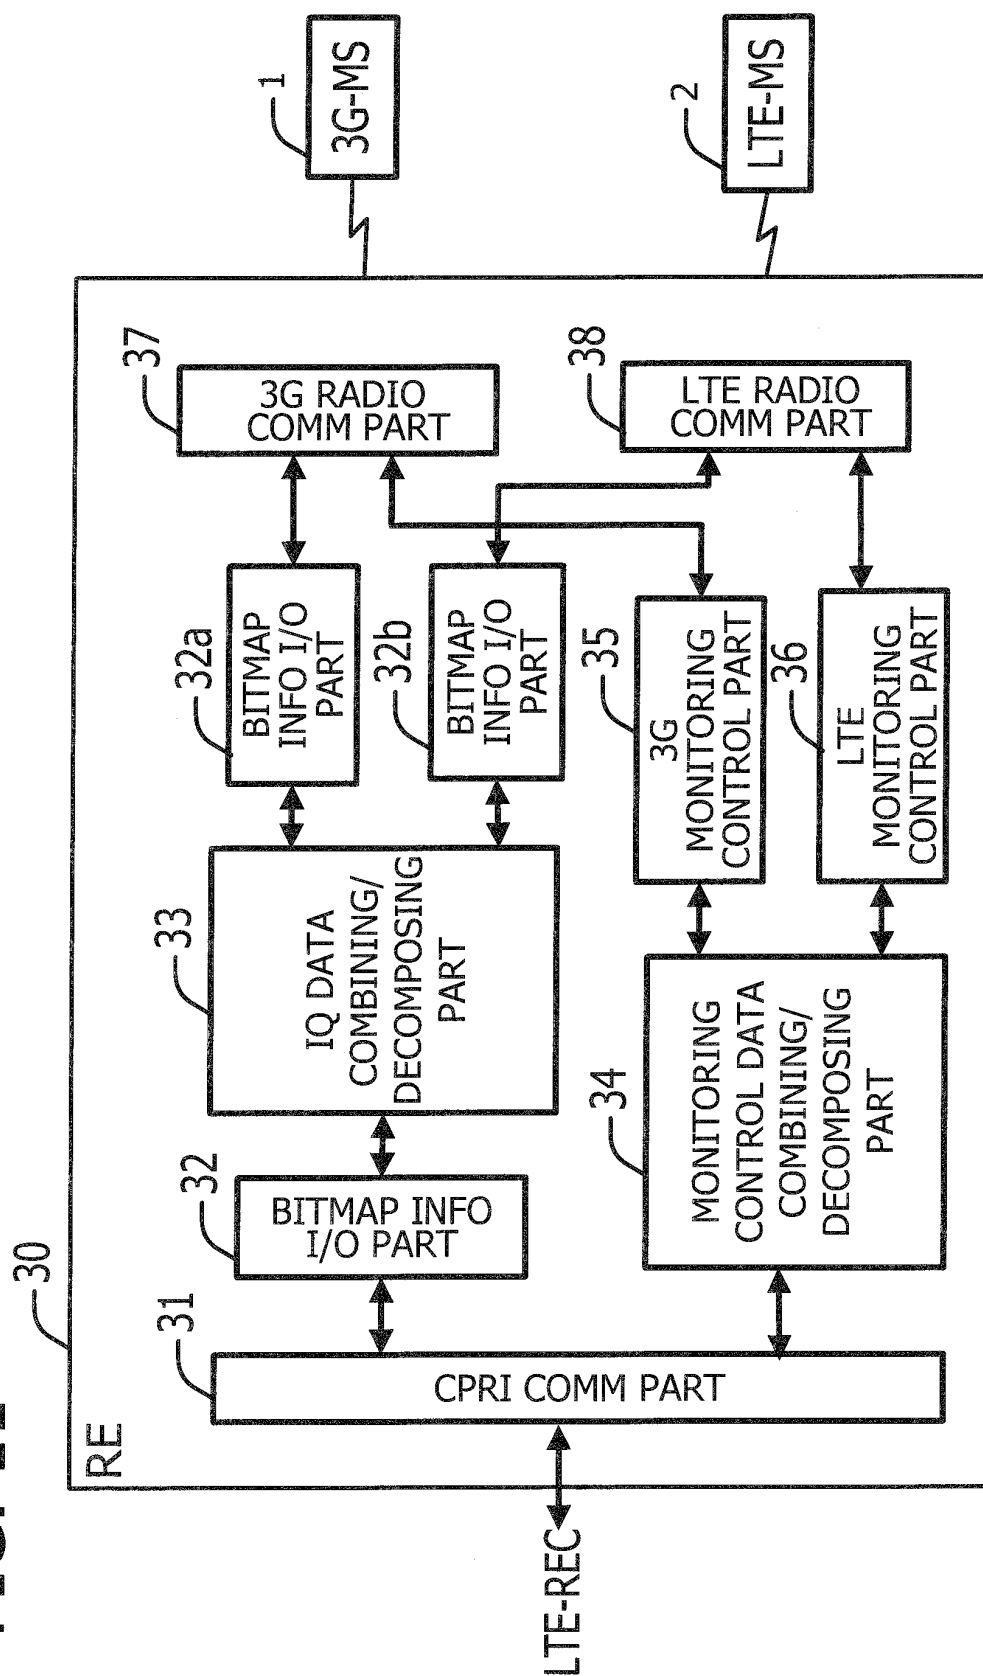 30
RE
LTE-REC
31
CPRI COMM PART
32
BITMAP INFO
I/O PART
33
IQ DATA
COMBINING/
DECOMPOSING
PART
34
MONITORING
CONTROL DATA
COMBINING/
DECOMPOSING
PART
32a
BITMAP
INFO I/O
PART
32b
BITMAP
INFO I/O
PART
35
3G
MONITORING
CONTROL PART
36
LTE
MONITORING
CONTROL PART
37
3G RADIO
COMM PART
38
LTE RADIO
COMM PART
1
3G-MS
2
LTE-MS